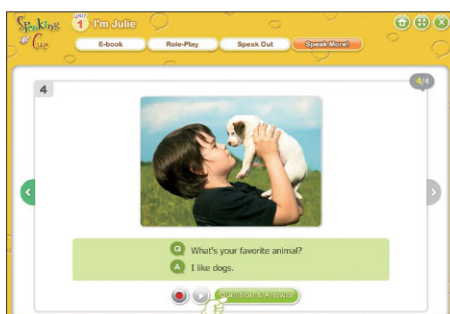 Speaking Cup
UNIT 1 I'm Julie
E-book Role-Play Speak Out Speak More!
4 4/4
Q What's your favorite animal?
A I like dogs.
Question & Answer